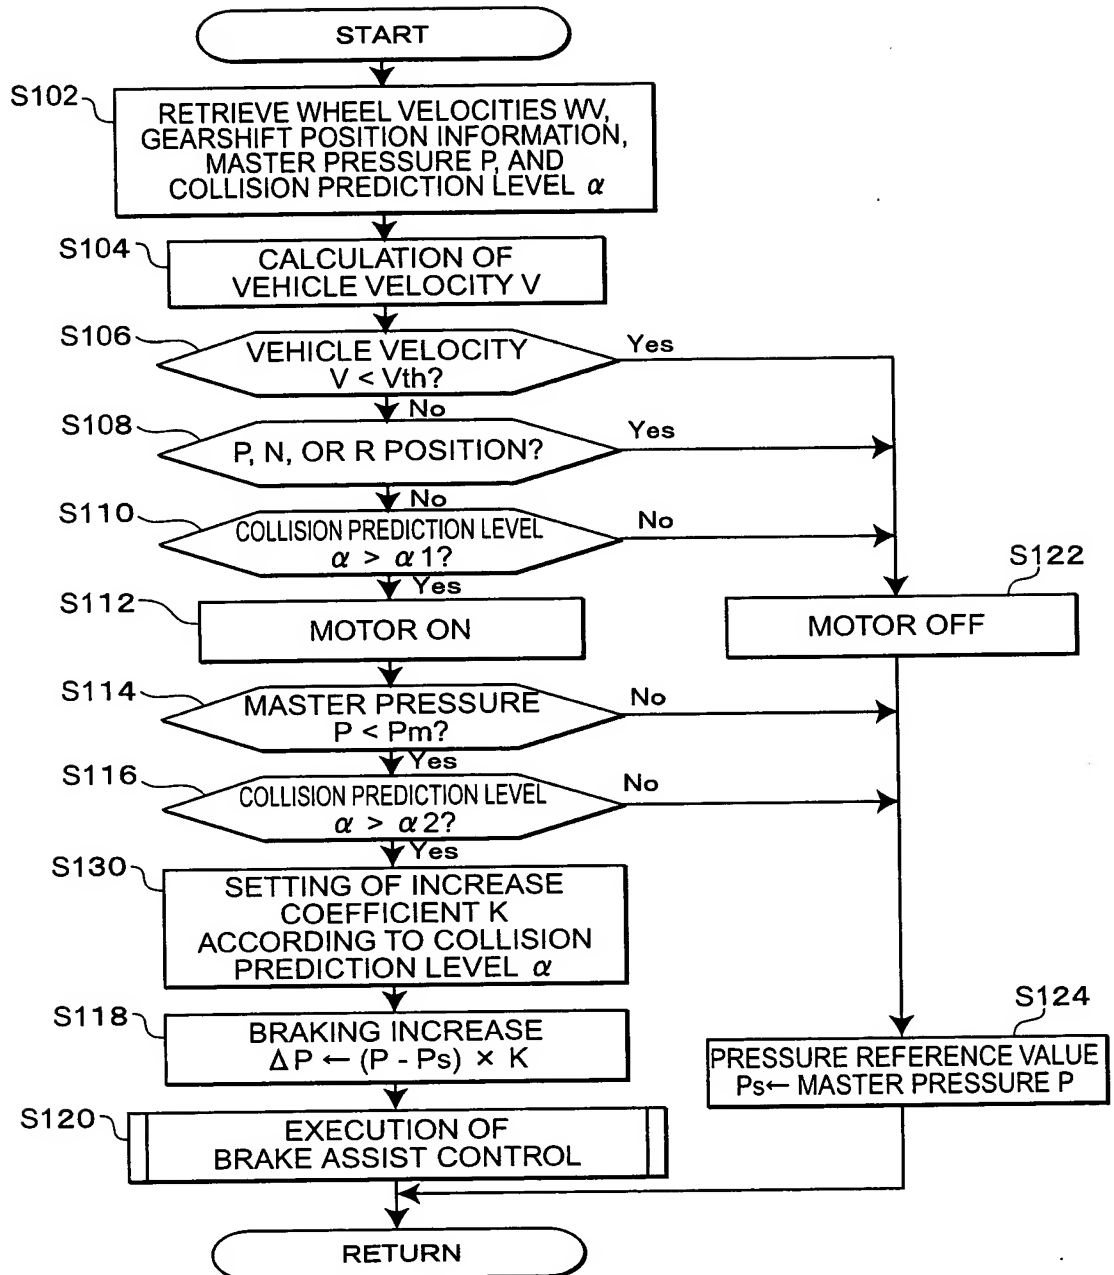 START
S102
RETRIEVE WHEEL VELOCITIES WV,
GEARSHIFT POSITION INFORMATION,
MASTER PRESSURE P, AND
COLLISION PREDICTION LEVEL α
S104
CALCULATION OF
VEHICLE VELOCITY V
S106
VEHICLE VELOCITY
V < Vth?
Yes
No
S108
P, N, OR R POSITION?
Yes
No
S110
COLLISION PREDICTION LEVEL
α > α1?
No
Yes
S112
MOTOR ON
S122
MOTOR OFF
S114
MASTER PRESSURE
P < Pm?
No
Yes
S116
COLLISION PREDICTION LEVEL
α > α2?
No
Yes
S130
SETTING OF INCREASE
COEFFICIENT K
ACCORDING TO COLLISION
PREDICTION LEVEL α
S118
BRAKING INCREASE
ΔP ← (P - Ps) × K
S124
PRESSURE REFERENCE VALUE
Ps← MASTER PRESSURE P
S120
EXECUTION OF
BRAKE ASSIST CONTROL
RETURN